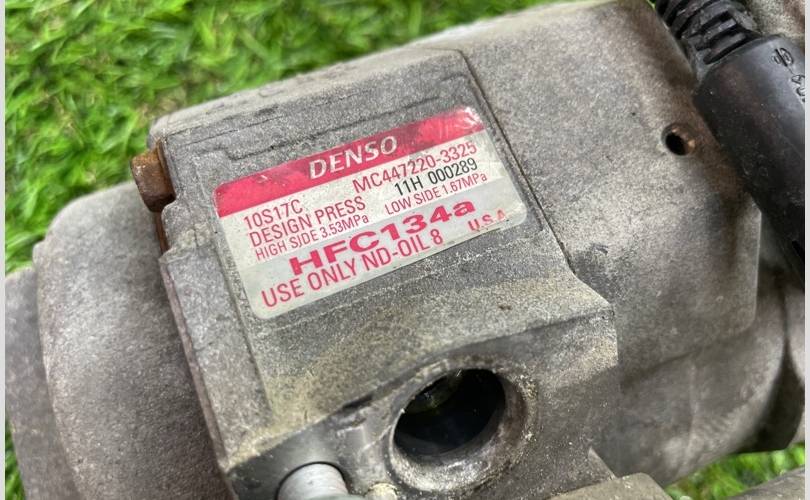 DENSO
10S17C MC447220-3325
DESIGN PRESS 11H 000289
HIGH SIDE 3.53MPa LOW SIDE 1.67MPa
HFC134a
USE ONLY ND-OIL 8 U.S.A